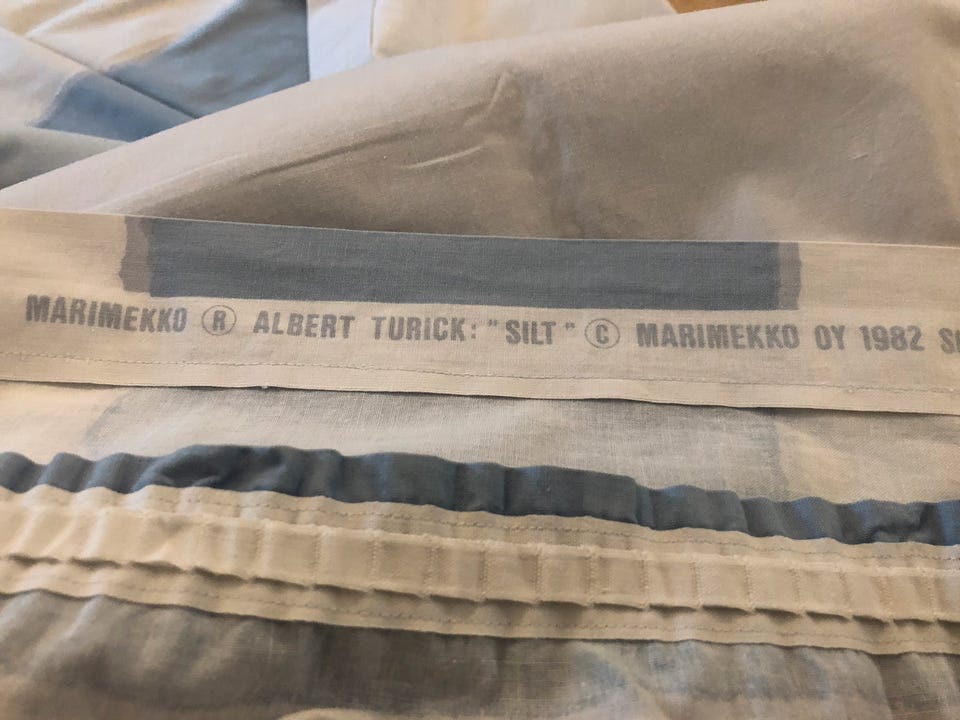 MARIMEKKO ® ALBERT TURICK: "SILT" © MARIMEKKO OY 1982